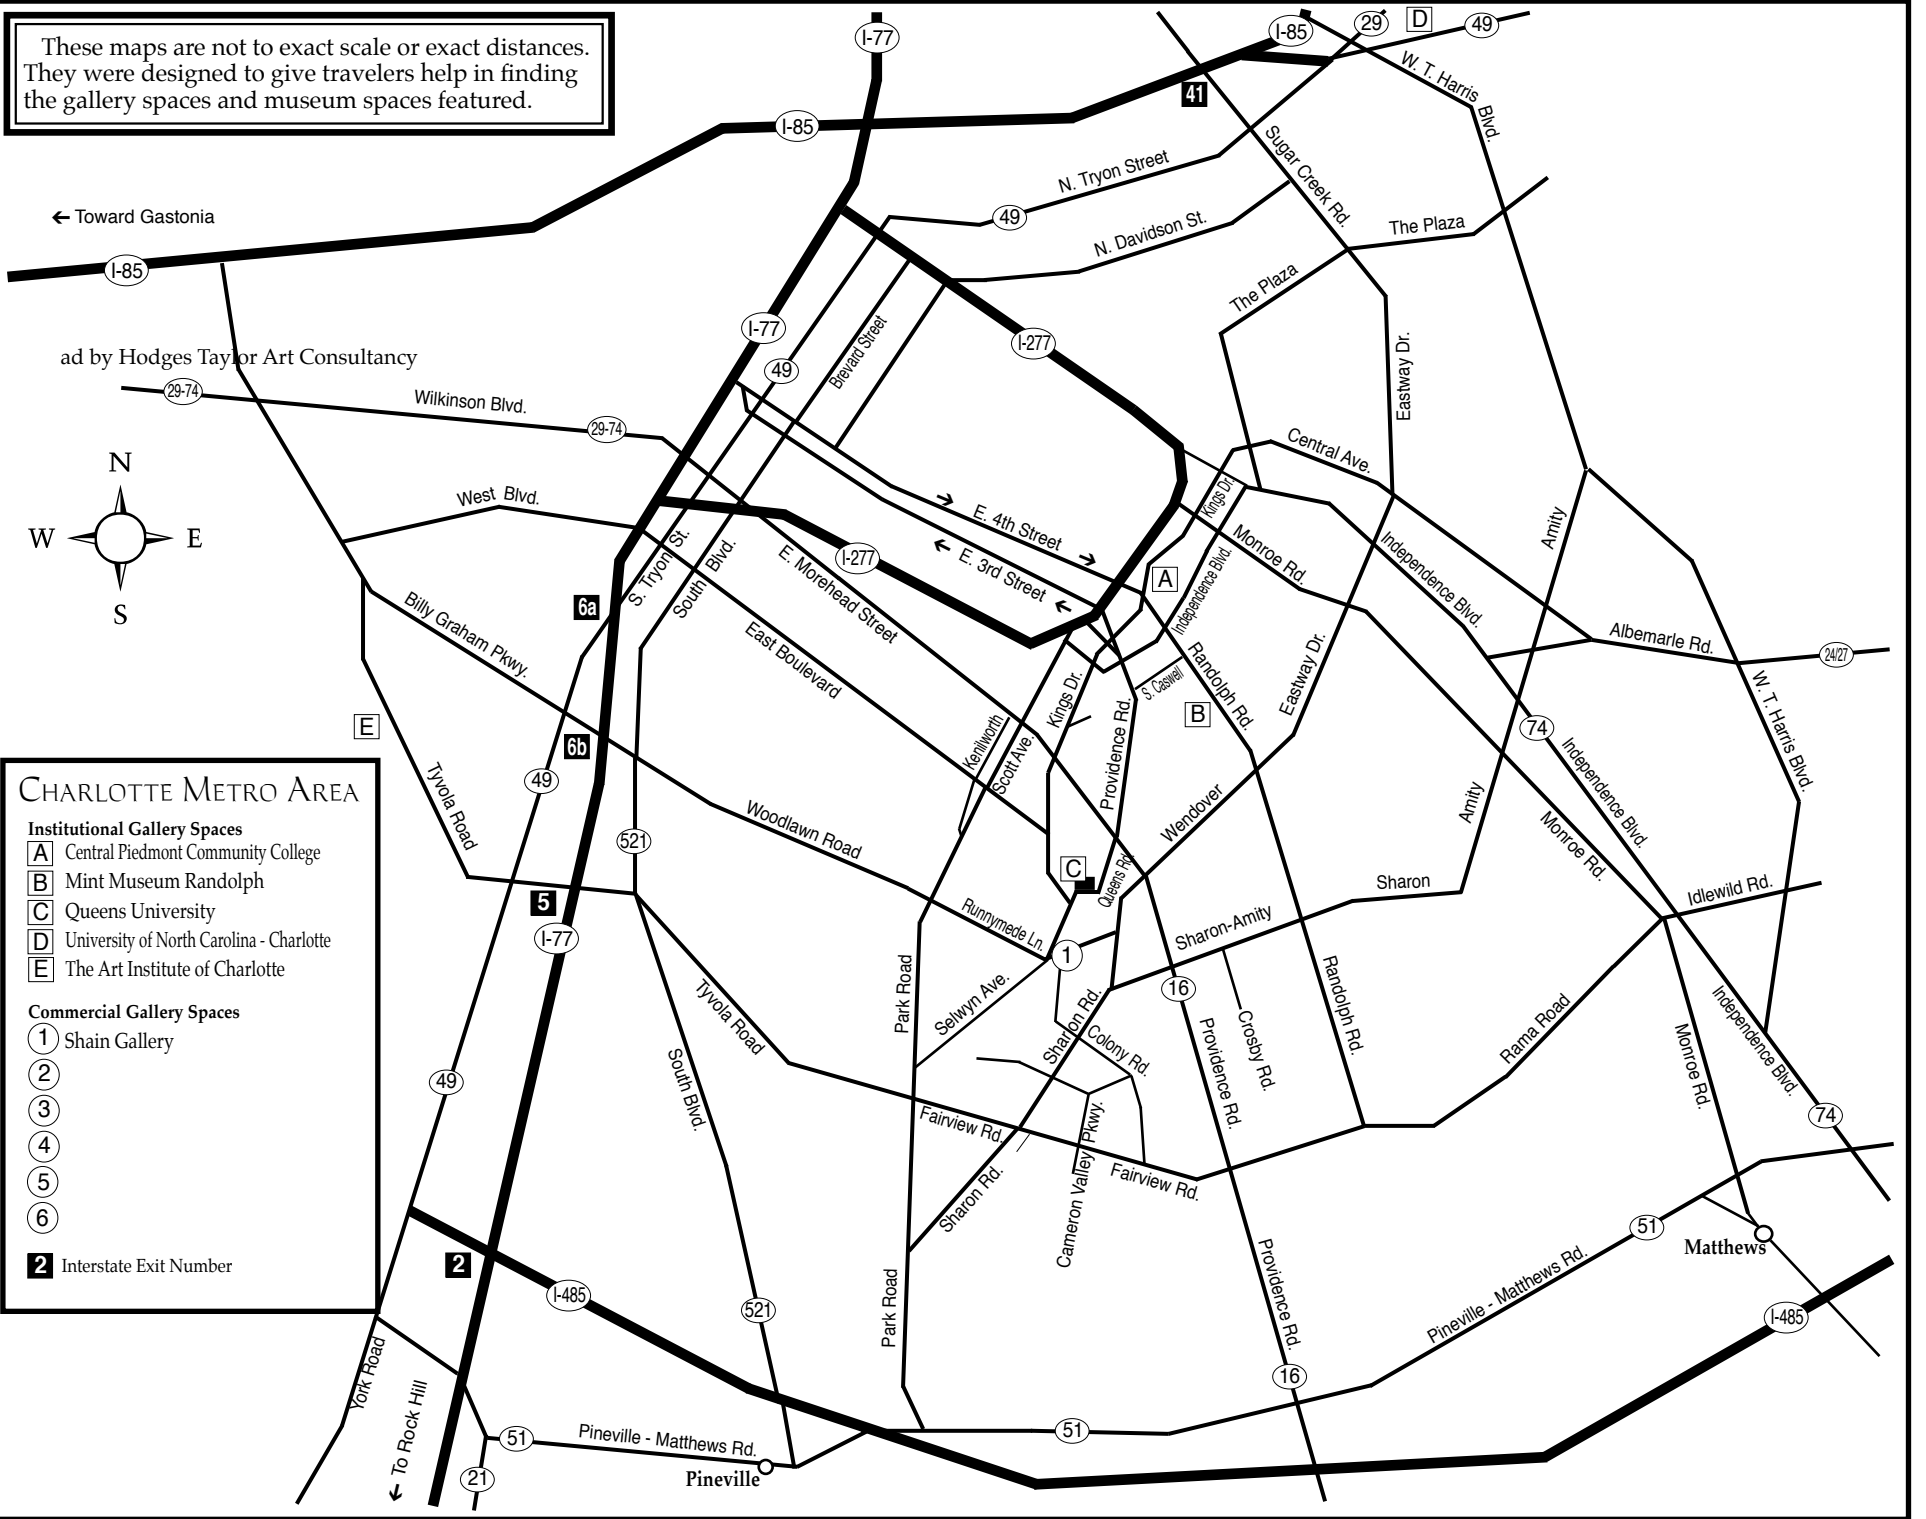 These maps are not to exact scale or exact distances.
They were designed to give travelers help in finding
the gallery spaces and museum spaces featured.
I-77
I-85
29
D
49
W. T. Harris Blvd.
41
I-85
Sugar Creek Rd.
N. Tryon Street
49
← Toward Gastonia
The Plaza
N. Davidson St.
I-85
The Plaza
I-77
I-277
Brevard Street
49
Eastway Dr.
ad by Hodges Taylor Art Consultancy
29-74
Wilkinson Blvd.
29-74
Central Ave.
N
W
E
S
West Blvd.
Kings Dr.
→
E. 4th Street
→
Monroe Rd.
Amity
←
E. 3rd Street
←
Independence Blvd.
S. Tryon St.
South Blvd.
I-277
E. Morehead Street
A
Independence Blvd.
6a
Billy Graham Pkwy.
East Boulevard
Albemarle Rd.
24/27
Randolph Rd.
Eastway Dr.
S. Caswell
Kings Dr.
B
W. T. Harris Blvd.
E
6b
Kenilworth
Scott Ave.
Providence Rd.
74
Independence Blvd.
Tyvola Road
49
Wendover
Amity
521
Woodlawn Road
Monroe Rd.
C
Queens Rd.
Sharon
Idlewild Rd.
5
Runnymede Ln.
Sharon-Amity
I-77
1
Park Road
Selwyn Ave.
16
Randolph Rd.
Tyvola Road
Sharon Rd.
Colony Rd.
Crosby Rd.
Rama Road
Independence Blvd.
Providence Rd.
Monroe Rd.
49
South Blvd.
Fairview Rd.
Cameron Valley Pkwy.
74
Fairview Rd.
Sharon Rd.
51
Matthews
2
I-485
Providence Rd.
Pineville - Matthews Rd.
521
Park Road
I-485
York Road
16
← To Rock Hill
51
Pineville - Matthews Rd.
51
21
Pineville
CHARLOTTE METRO AREA
Institutional Gallery Spaces
A Central Piedmont Community College
B Mint Museum Randolph
C Queens University
D University of North Carolina - Charlotte
E The Art Institute of Charlotte
Commercial Gallery Spaces
1 Shain Gallery
2
3
4
5
6
2 Interstate Exit Number